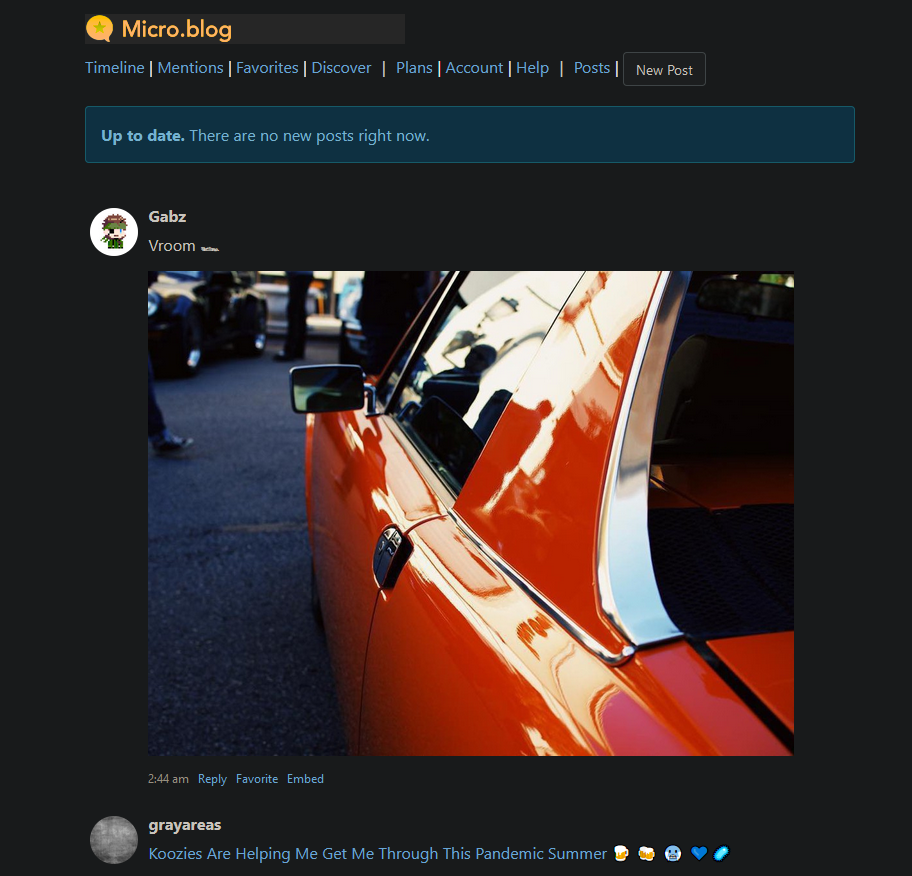 Micro.blog
Timeline | Mentions | Favorites | Discover | Plans | Account | Help | Posts | New Post
Up to date. There are no new posts right now.
Gabz
Vroom
2:44 am Reply Favorite Embed
grayareas
Koozies Are Helping Me Get Me Through This Pandemic Summer 🍺 🍻 🥶 💙 🧪